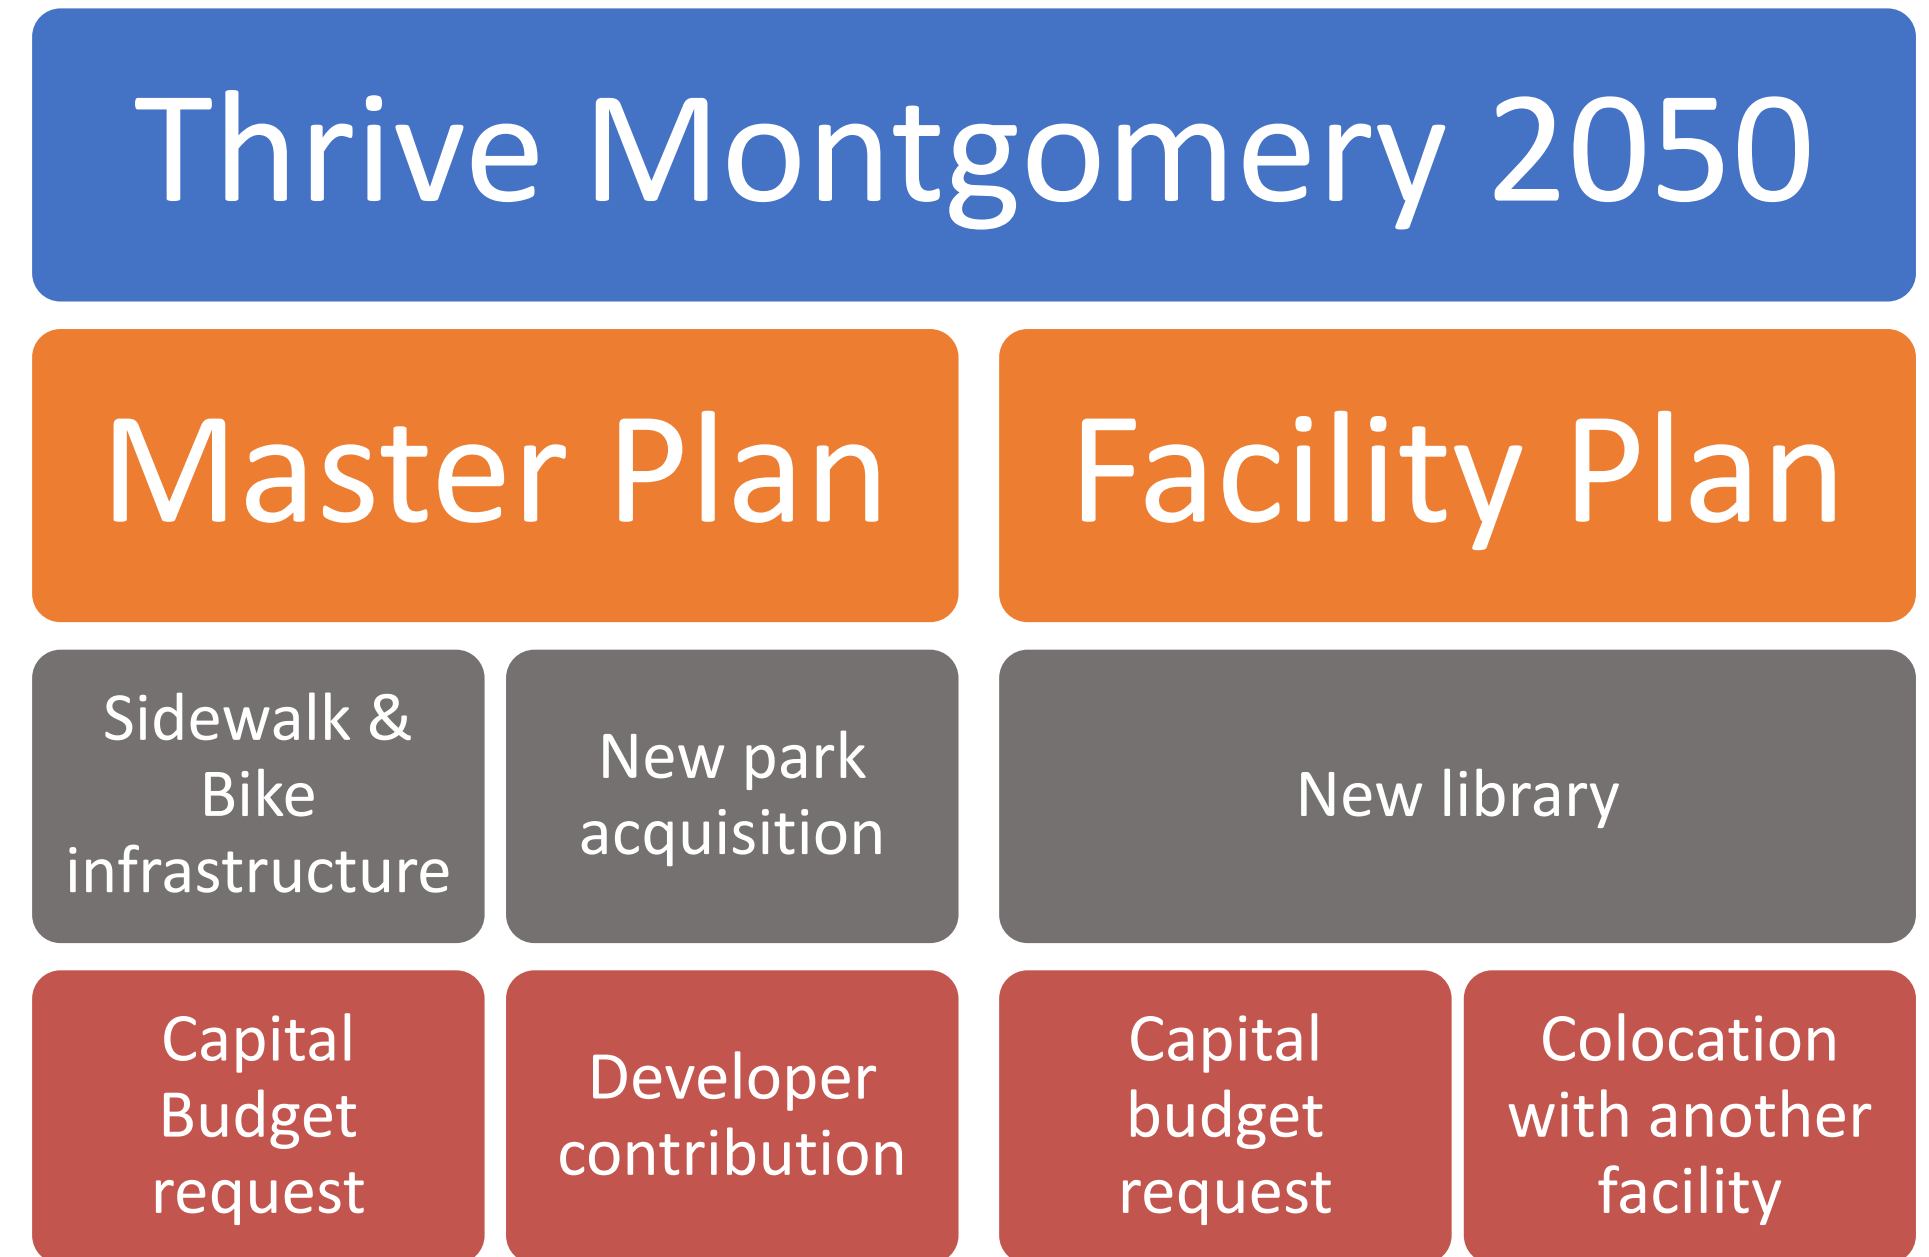 Thrive Montgomery 2050
Master Plan
Facility Plan
Sidewalk &
Bike
infrastructure
New park
acquisition
New library
Capital
Budget
request
Developer
contribution
Capital
budget
request
Colocation
with another
facility